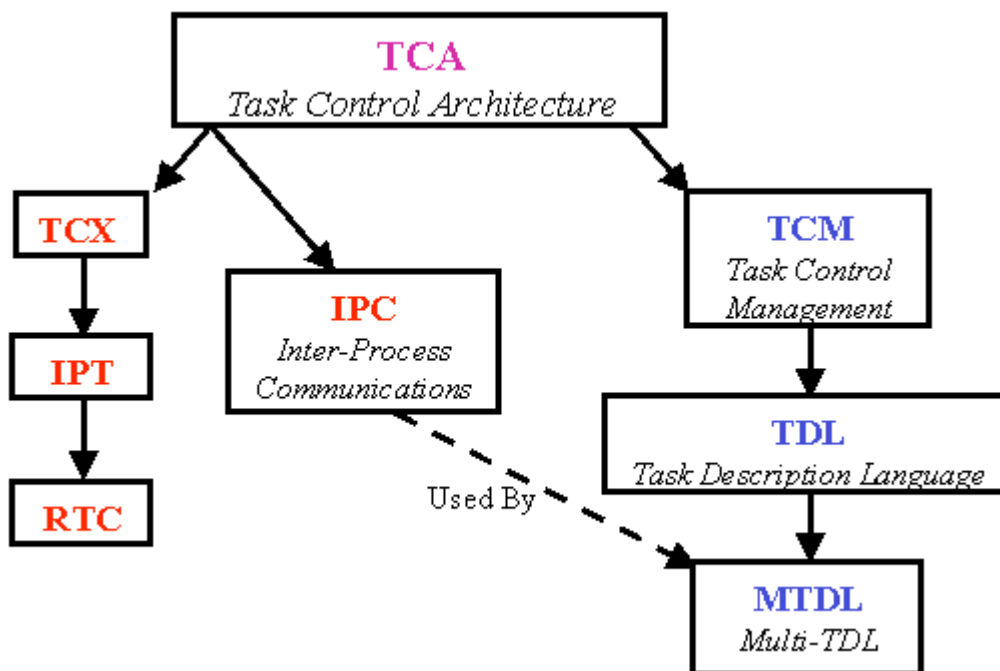 TCA
Task Control Architecture
TCX
TCM
Task Control
Management
IPC
Inter-Process
Communications
IPT
TDL
Task Description Language
Used By
RTC
MTDL
Multi-TDL